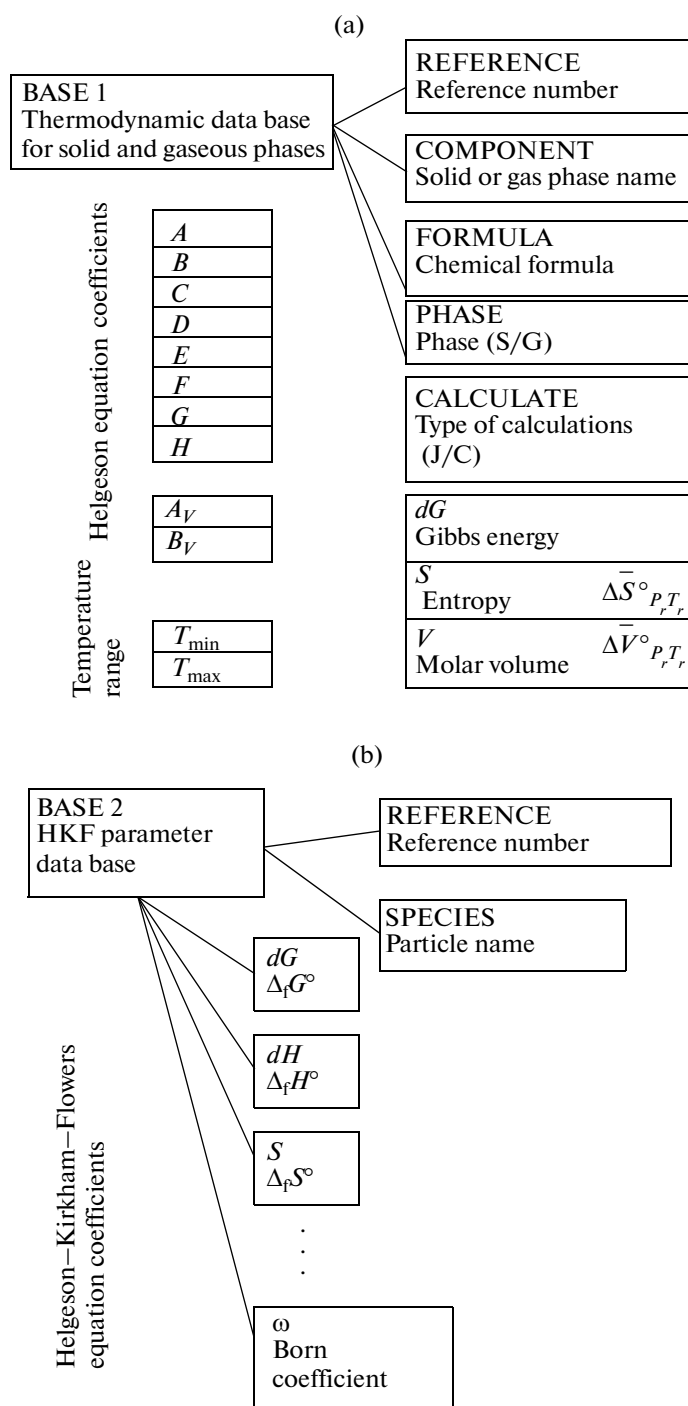 (a)
BASE 1
Thermodynamic data base
for solid and gaseous phases
REFERENCE
Reference number
COMPONENT
Solid or gas phase name
FORMULA
Chemical formula
PHASE
Phase (S/G)
CALCULATE
Type of calculations
(J/C)
dG
Gibbs energy
S
Entropy ΔS̅°PrTr
V
Molar volume ΔV̅°PrTr
Helgeson equation coefficients
A
B
C
D
E
F
G
H
AV
BV
Temperature
range
Tmin
Tmax
(b)
BASE 2
HKF parameter
data base
REFERENCE
Reference number
SPECIES
Particle name
Helgeson−Kirkham−Flowers
equation coefficients
dG
ΔfG°
dH
ΔfH°
S
ΔfS°
.
.
.
ω
Born
coefficient